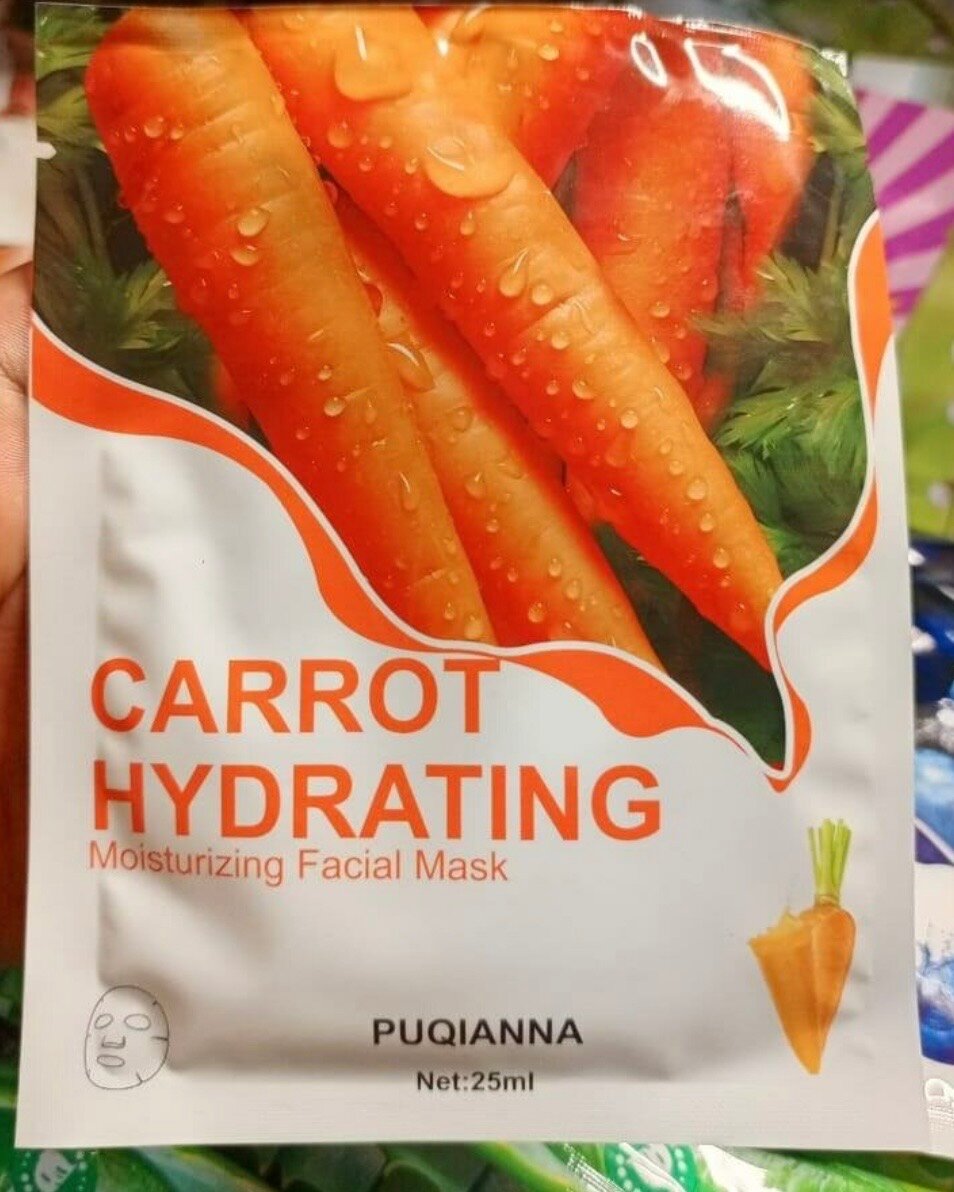 CARROT
HYDRATING
Moisturizing Facial Mask
PUQIANNA
Net:25ml